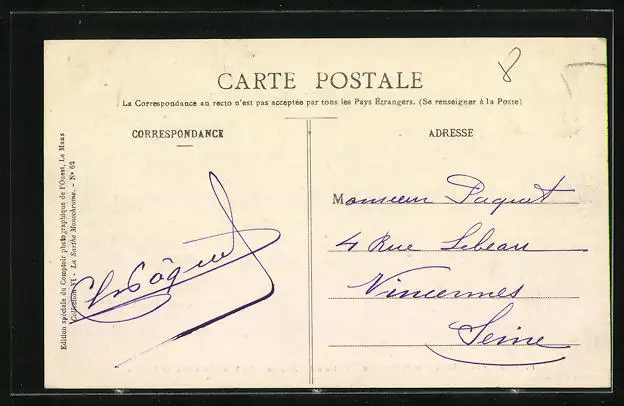 8
CARTE POSTALE
La Correspondance au recto n'est pas acceptée par tous les Pays Étrangers. (Se renseigner à la Poste)
CORRESPONDANCE
ADRESSE
Edition spéciale du Comptoir photographique de l'Ouest, Le Mans
Collection VI - La Sarthe Monochrome. - N° 62
Monsieur Paquet
4 Rue Lebeau
Vincennes
Seine